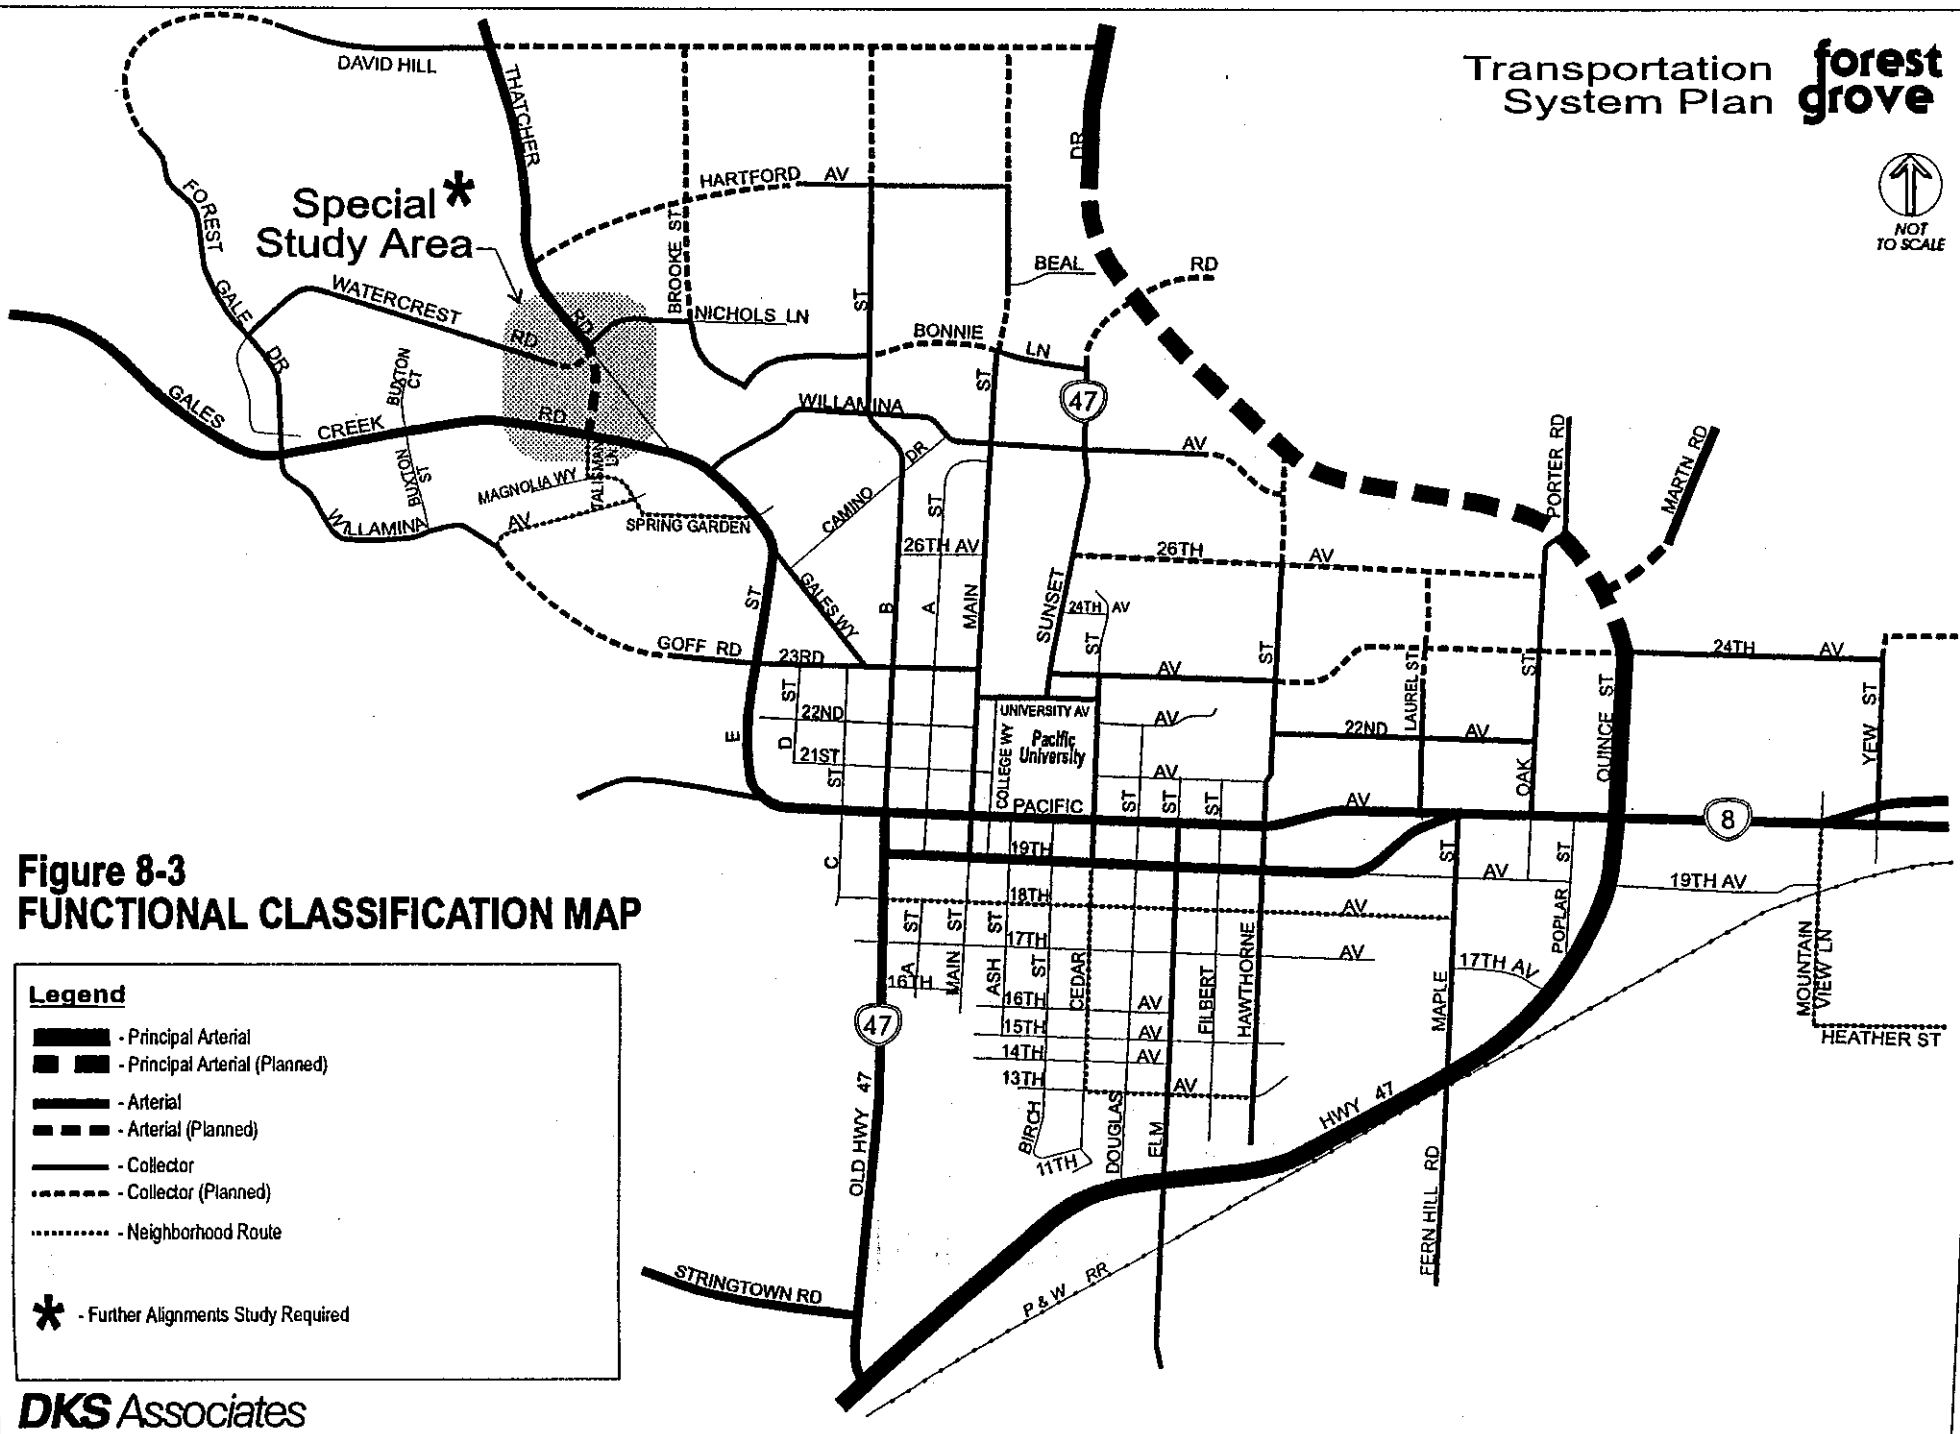 Transportation
System Plan
forest
grove
NOT
TO SCALE
DAVID HILL
THATCHER
RD
DR
HARTFORD AV
Special *
Study Area
FOREST
GALE
DR
BROOKE ST
ST
BEAL
RD
WATERCREST
RD
NICHOLS LN
BONNIE
LN
ST
47
BUXTON
CT
GALES
CREEK
RD
WILLAMINA
AV
DR
CAMINO
BUXTON
ST
MAGNOLIA WY
TALISMAN
LN
SPRING GARDEN
WILLAMINA
AV
ST
PORTER RD
MARTN RD
26TH AV
26TH
AV
GALES WY
ST
B
A
MAIN
SUNSET
24TH AV
ST
ST
GOFF RD
23RD
AV
24TH AV
ST
22ND
D
21ST
ST
E
UNIVERSITY AV
COLLEGE WY
Pacific
University
AV
AV
22ND
AV
LAUREL ST
ST
OAK
QUINCE ST
YEW ST
PACIFIC
ST
ST
ST
AV
8
C
19TH
ST
AV
ST
19TH AV
18TH
AV
ST
ST
ST
17TH
AV
A
16TH
MAIN
ASH
ST
CEDAR
FILBERT
HAWTHORNE
MAPLE
POPLAR
17TH AV
MOUNTAIN
VIEW LN
HEATHER ST
16TH
AV
15TH
AV
14TH
AV
13TH
AV
BIRCH
11TH
DOUGLAS
ELM
47
OLD HWY 47
HWY 47
FERN HILL RD
STRINGTOWN RD
P & W RR
Figure 8-3
FUNCTIONAL CLASSIFICATION MAP
Legend
- Principal Arterial
- Principal Arterial (Planned)
- Arterial
- Arterial (Planned)
- Collector
- Collector (Planned)
- Neighborhood Route
* - Further Alignments Study Required
DKS Associates